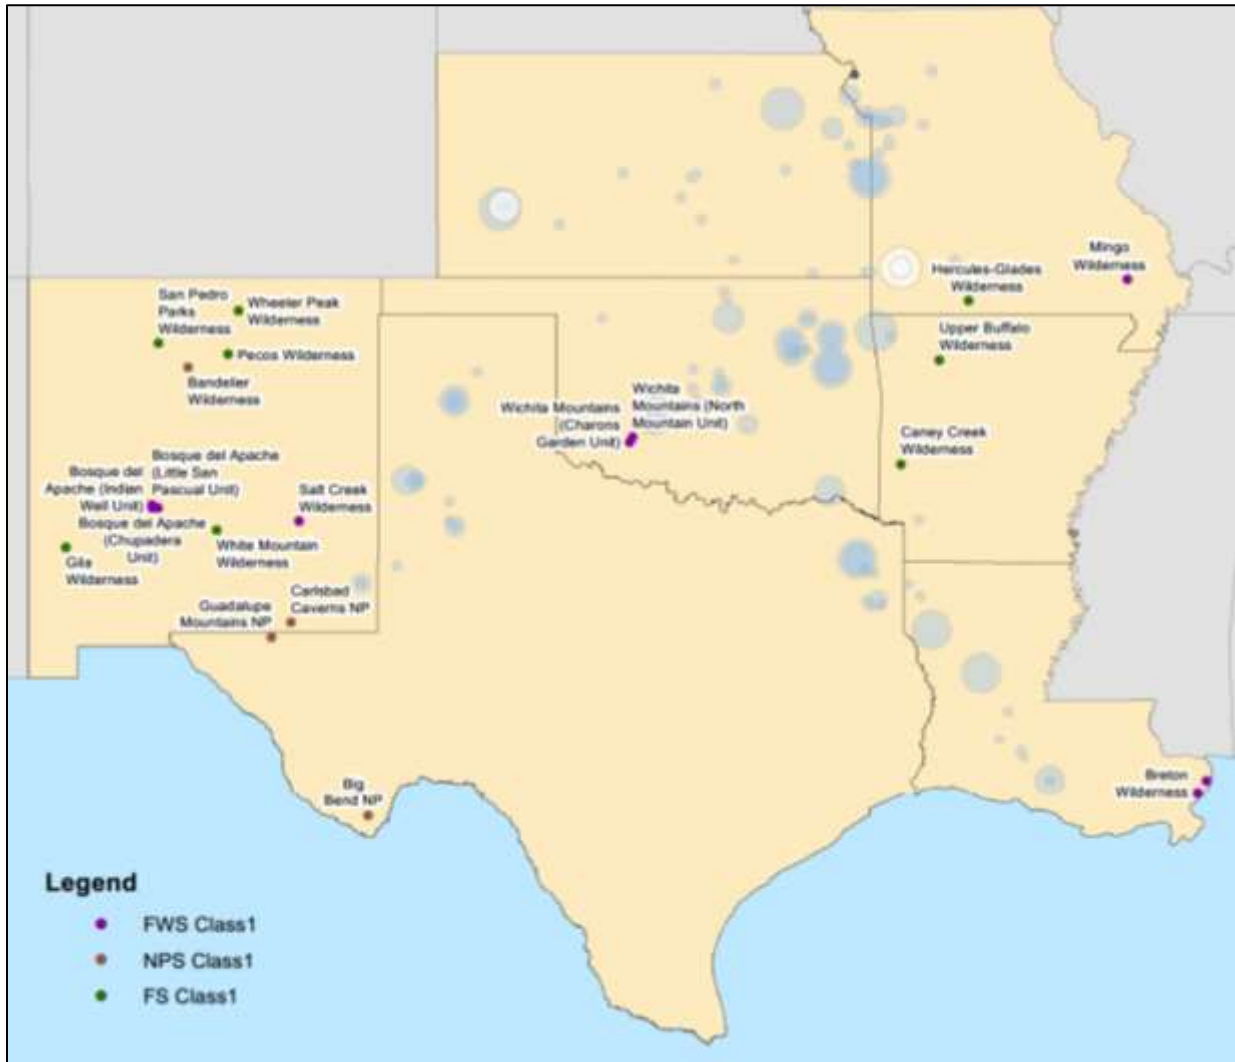 San Pedro
Parks
Wilderness
Wheeler Peak
Wilderness
Pecos Wilderness
Bandelier
Wilderness
Bosque del
Apache (Indian
Well Unit)
Bosque del Apache
(Little San
Pascual Unit)
Bosque del Apache
(Chupadera
Unit)
Salt Creek
Wilderness
White Mountain
Wilderness
Gila
Wilderness
Guadalupe
Mountains NP
Carlsbad
Caverns NP
Big
Bend NP
Wichita Mountains
(Charons
Garden Unit)
Wichita
Mountains (North
Mountain Unit)
Hercules-Glades
Wilderness
Mingo
Wilderness
Upper Buffalo
Wilderness
Caney Creek
Wilderness
Breton
Wilderness
Legend
FWS Class1
NPS Class1
FS Class1